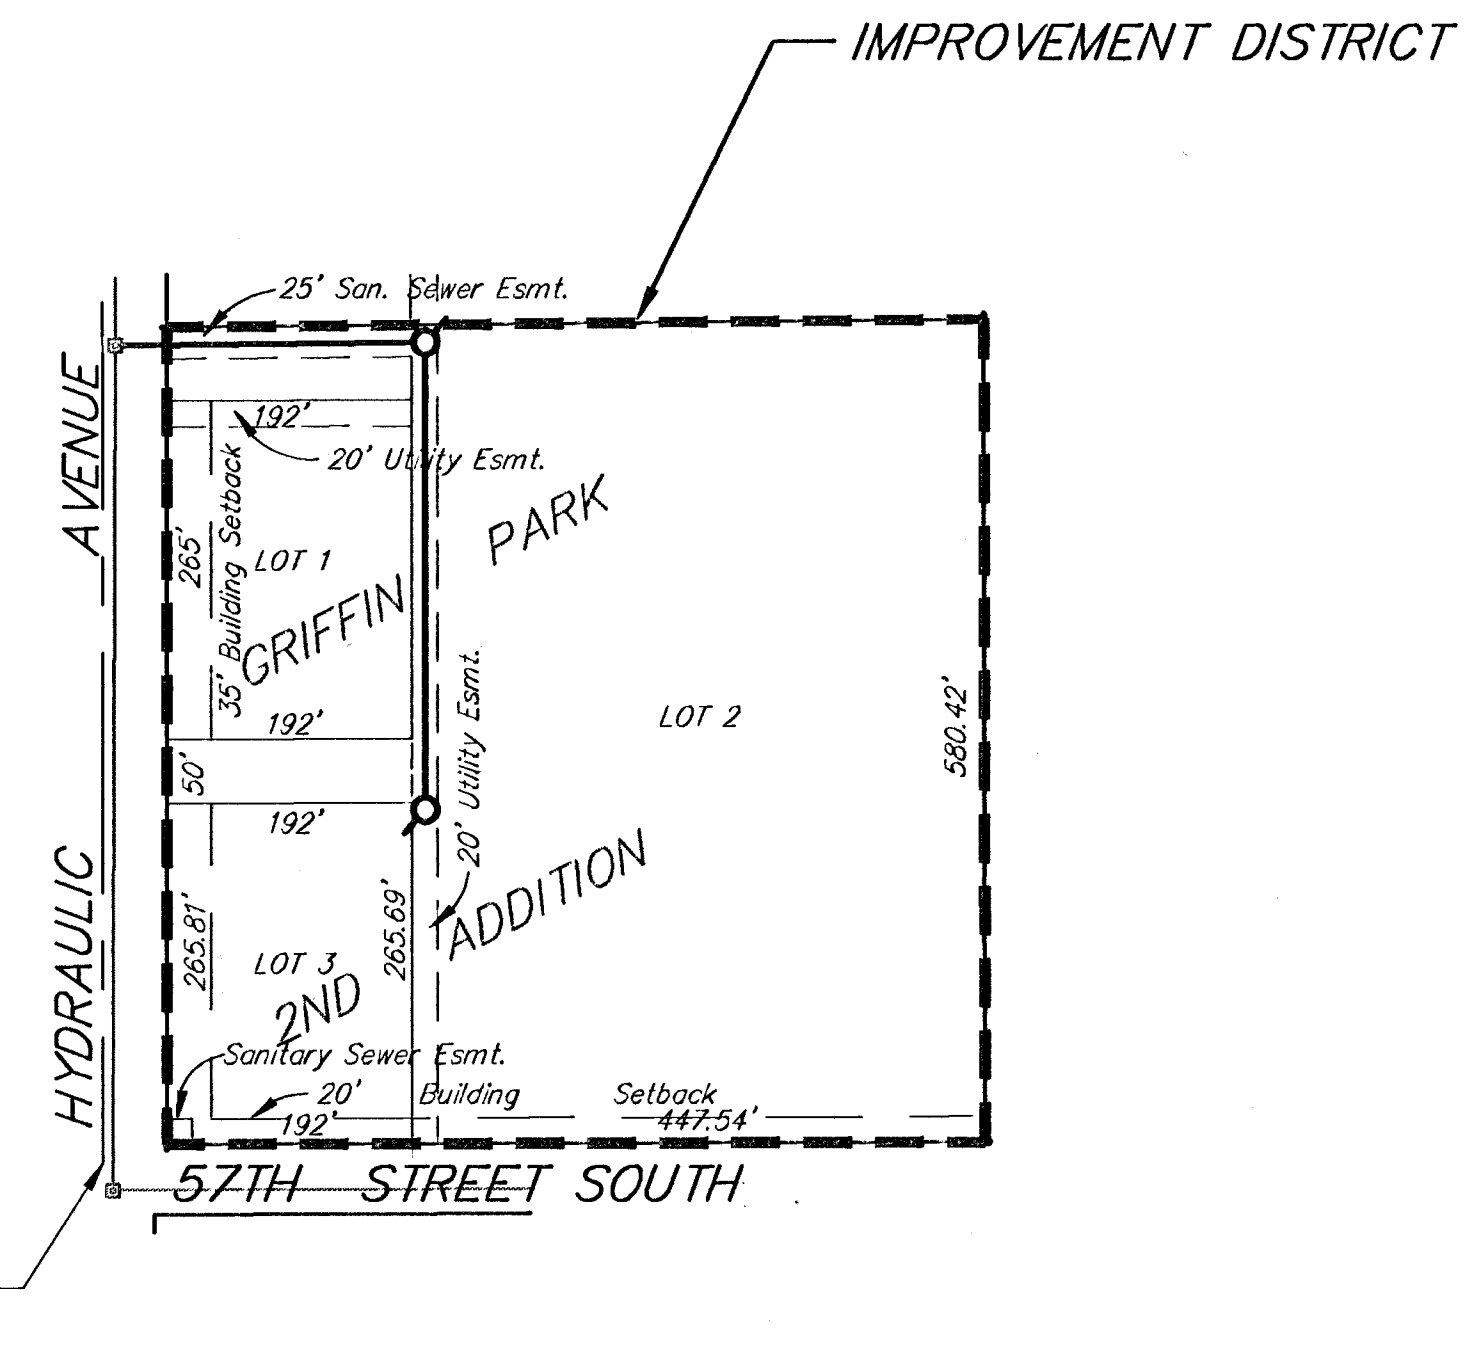 IMPROVEMENT DISTRICT
25' San. Sewer Esmt.
192'
20' Utility Esmt.
HYDRAULIC AVENUE
265'
35' Building Setback
LOT 1
GRIFFIN PARK
2ND ADDITION
192'
50'
192'
20' Utility Esmt.
LOT 2
580.42'
265.81'
265.69'
LOT 3
Sanitary Sewer Esmt.
20' Building Setback
192'
447.54'
57TH STREET SOUTH